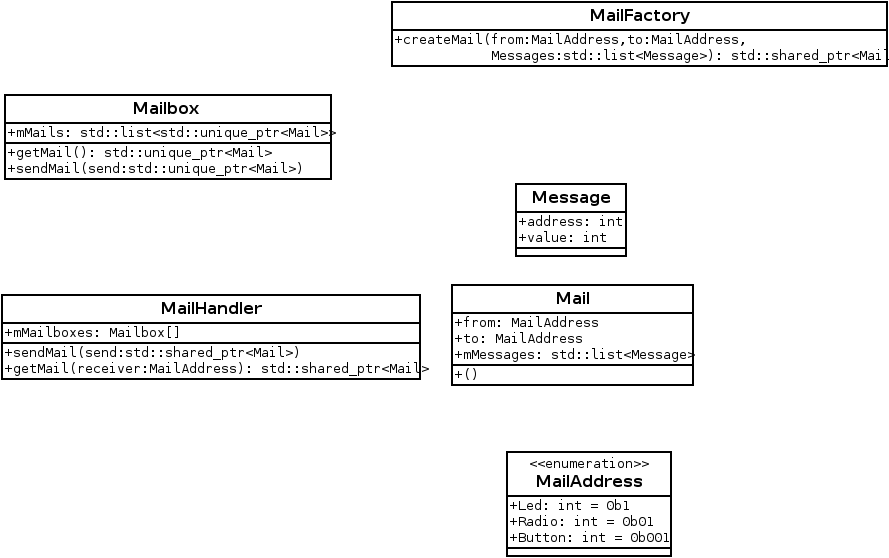 MailFactory
+createMail(from:MailAddress,to:MailAddress,
Messages:std::list<Message>): std::shared_ptr<Mail
Mailbox
+mMails: std::list<std::unique_ptr<Mail>>
+getMail(): std::unique_ptr<Mail>
+sendMail(send:std::unique_ptr<Mail>)
Message
+address: int
+value: int
MailHandler
+mMailboxes: Mailbox[]
+sendMail(send:std::shared_ptr<Mail>)
+getMail(receiver:MailAddress): std::shared_ptr<Mail>
Mail
+from: MailAddress
+to: MailAddress
+mMessages: std::list<Message>
+()
<<enumeration>>
MailAddress
+Led: int = 0b1
+Radio: int = 0b01
+Button: int = 0b001